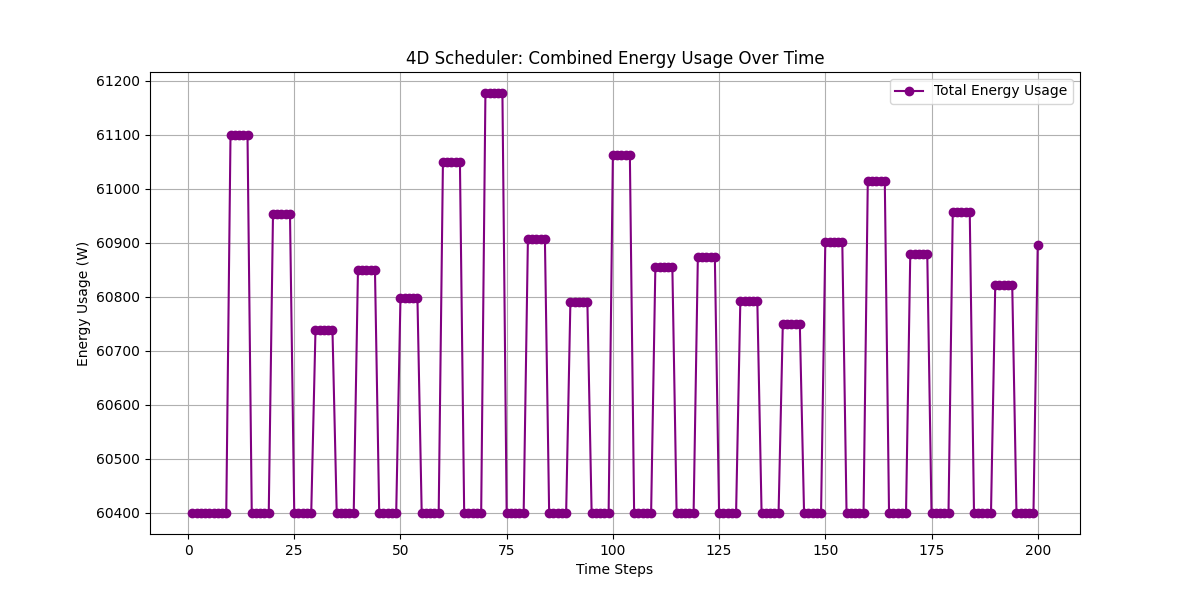 4D Scheduler: Combined Energy Usage Over Time
Total Energy Usage
Energy Usage (W)
61200
61100
61000
60900
60800
60700
60600
60500
60400
0 25 50 75 100 125 150 175 200
Time Steps